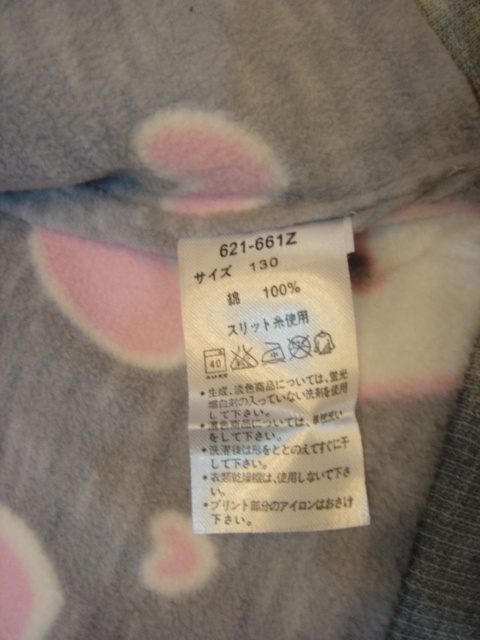 621-661Z
サイズ 130
綿 100%
スリット糸使用
40 中
・生成、淡色商品については、蛍光
増白剤の入っていない洗剤を使用
して下さい。
・濃色商品については、単独洗い
をして下さい。
・洗濯後は形をととのえてすぐに干
して下さい。
・衣類乾燥機は、使用しないで下さ
い。
・プリント部分のアイロンはおさけ
下さい。